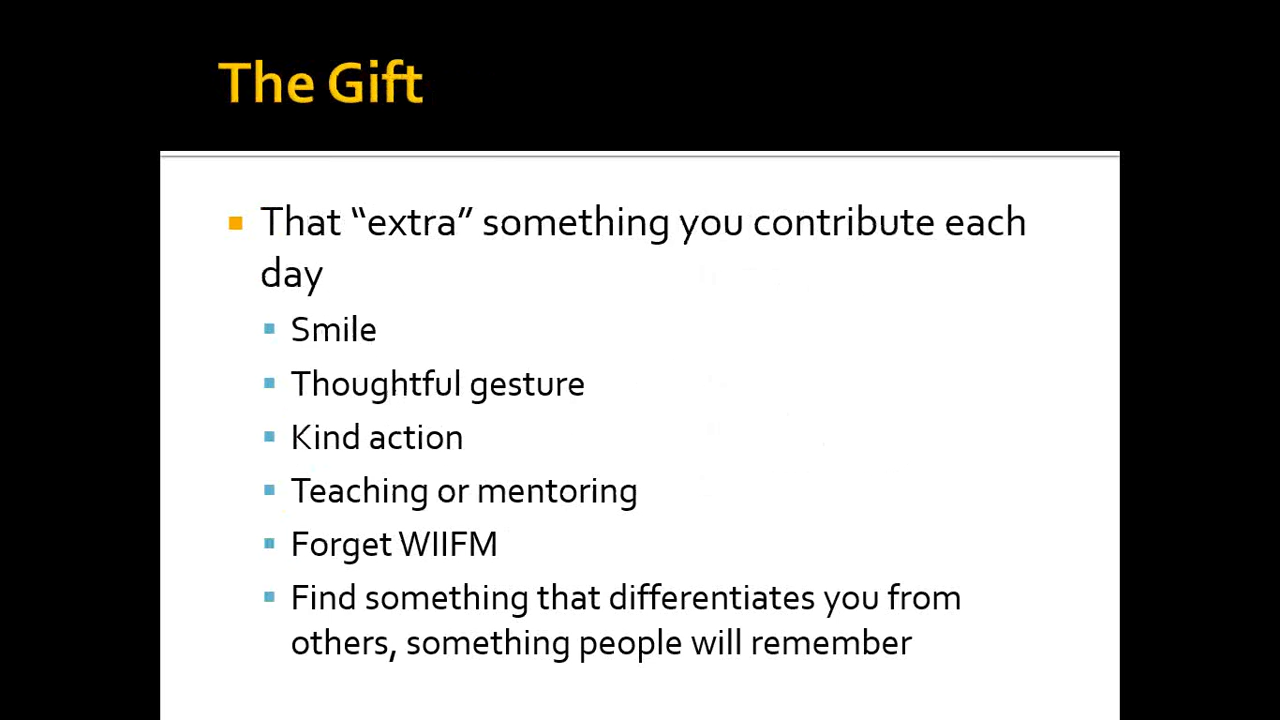 The Gift
That “extra” something you contribute each
day
Smile
Thoughtful gesture
Kind action
Teaching or mentoring
Forget WIIFM
Find something that differentiates you from
others, something people will remember